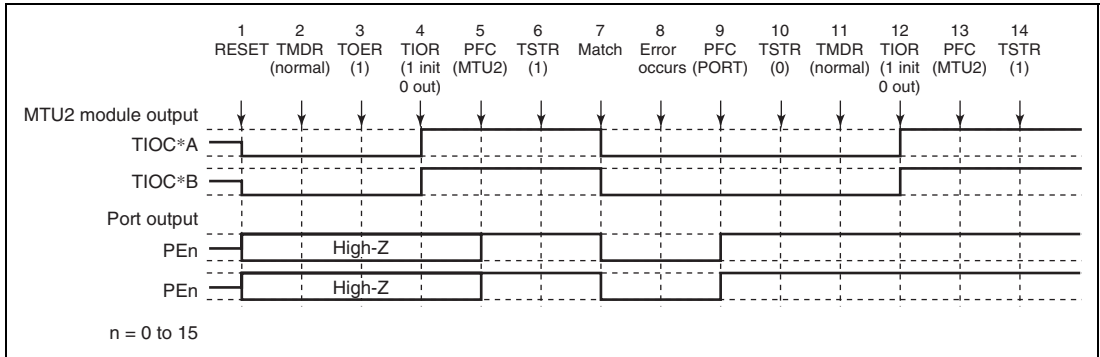 1 2 3 4 5 6 7 8 9 10 11 12 13 14
RESET TMDR TOER TIOR PFC TSTR Match Error PFC TSTR TMDR TIOR PFC TSTR
(normal) (1) (1 init (MTU2) (1) occurs (PORT) (0) (normal) (1 init (MTU2) (1)
0 out) 0 out)
MTU2 module output
TIOC*A
TIOC*B
Port output
PEn High-Z
PEn High-Z
n = 0 to 15